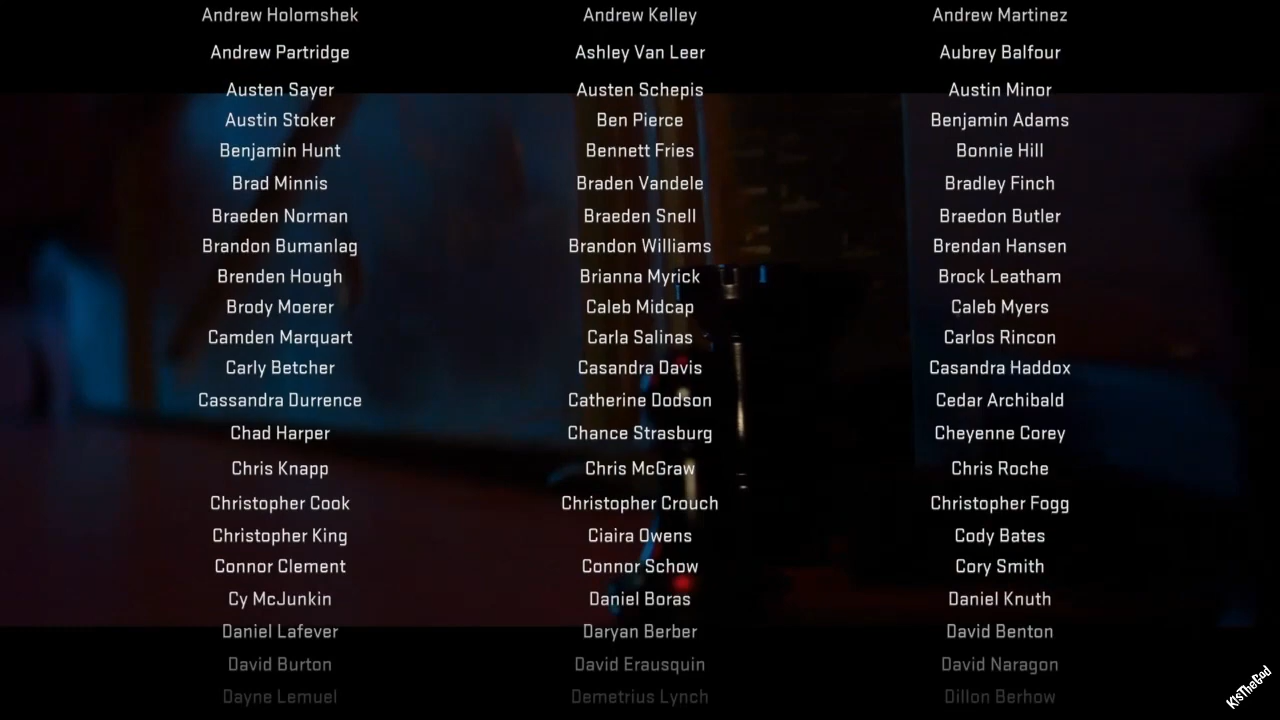 Andrew Holomshek Andrew Kelley Andrew Martinez
Andrew Partridge Ashley Van Leer Aubrey Balfour
Austen Sayer Austen Schepis Austin Minor
Austin Stoker Ben Pierce Benjamin Adams
Benjamin Hunt Bennett Fries Bonnie Hill
Brad Minnis Braden Vandele Bradley Finch
Braeden Norman Braeden Snell Braedon Butler
Brandon Bumanlag Brandon Williams Brendan Hansen
Brenden Hough Brianna Myrick Brock Leatham
Brody Moerer Caleb Midcap Caleb Myers
Camden Marquart Carla Salinas Carlos Rincon
Carly Betcher Casandra Davis Casandra Haddox
Cassandra Durrence Catherine Dodson Cedar Archibald
Chad Harper Chance Strasburg Cheyenne Corey
Chris Knapp Chris McGraw Chris Roche
Christopher Cook Christopher Crouch Christopher Fogg
Christopher King Ciaira Owens Cody Bates
Connor Clement Connor Schow Cory Smith
Cy McJunkin Daniel Boras Daniel Knuth
Daniel Lafever Daryan Berber David Benton
David Burton David Erausquin David Naragon
Dayne Lemuel Demetrius Lynch Dillon Berhow
K1sTheGod